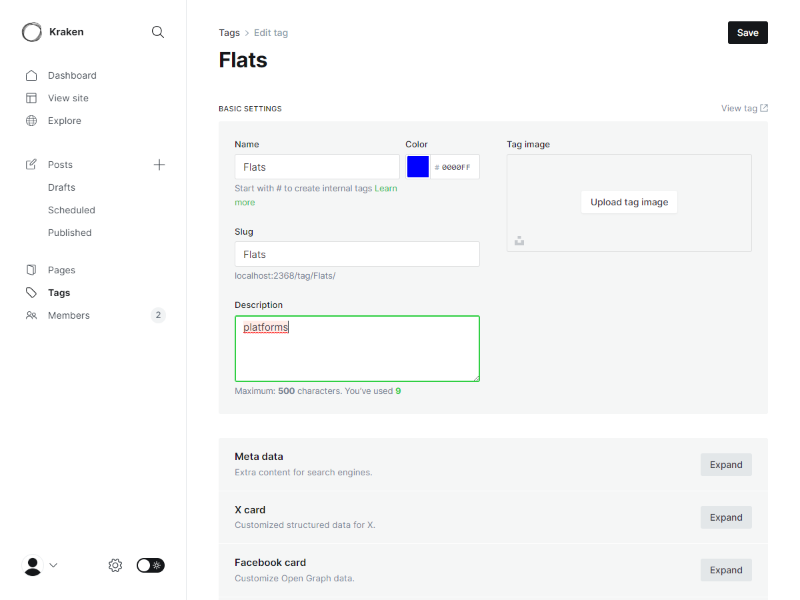 Kraken
Dashboard
View site
Explore
Posts
Drafts
Scheduled
Published
Pages
Tags
Members 2
Tags > Edit tag
Save
Flats
BASIC SETTINGS
View tag
Name
Flats
Start with # to create internal tags Learn more
Color
# 0000FF
Slug
Flats
localhost:2368/tag/Flats/
Description
platforms
Maximum: 500 characters. You've used 9
Tag image
Upload tag image
Meta data
Extra content for search engines.
Expand
X card
Customized structured data for X.
Expand
Facebook card
Customize Open Graph data.
Expand